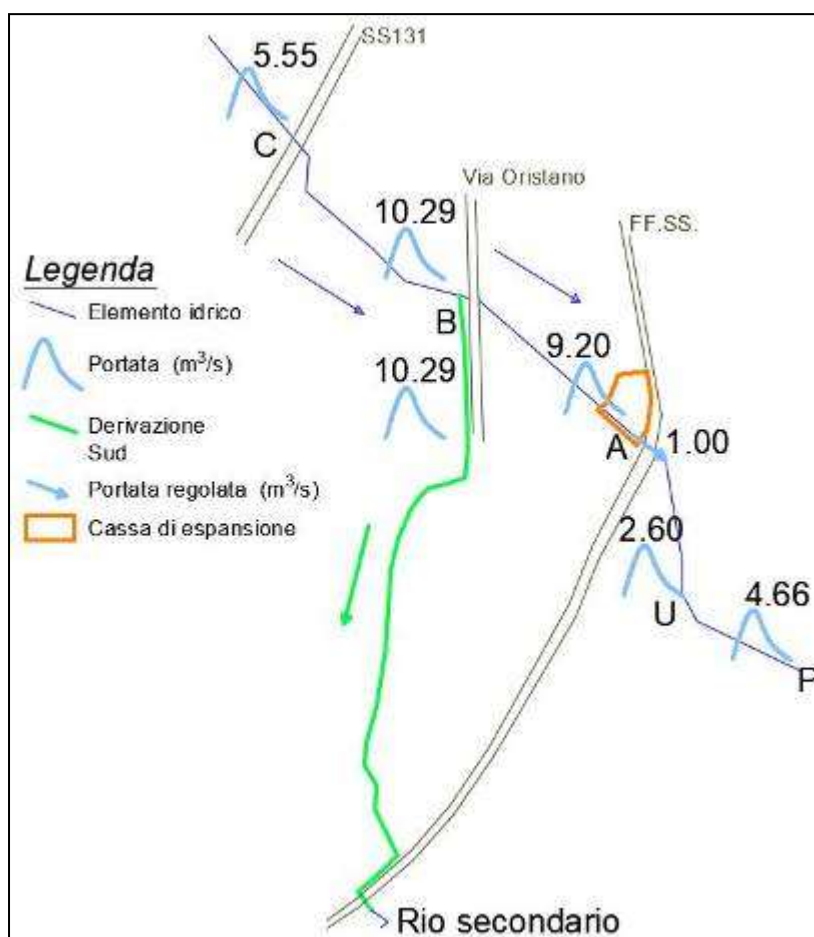 5.55
SS131
C
Via Oristano
10.29
FF.SS.
Legenda
Elemento idrico
B
9.20
Portata (m³/s)
10.29
Derivazione
Sud
A
1.00
Portata regolata (m³/s)
Cassa di espansione
2.60
U
4.66
P
Rio secondario